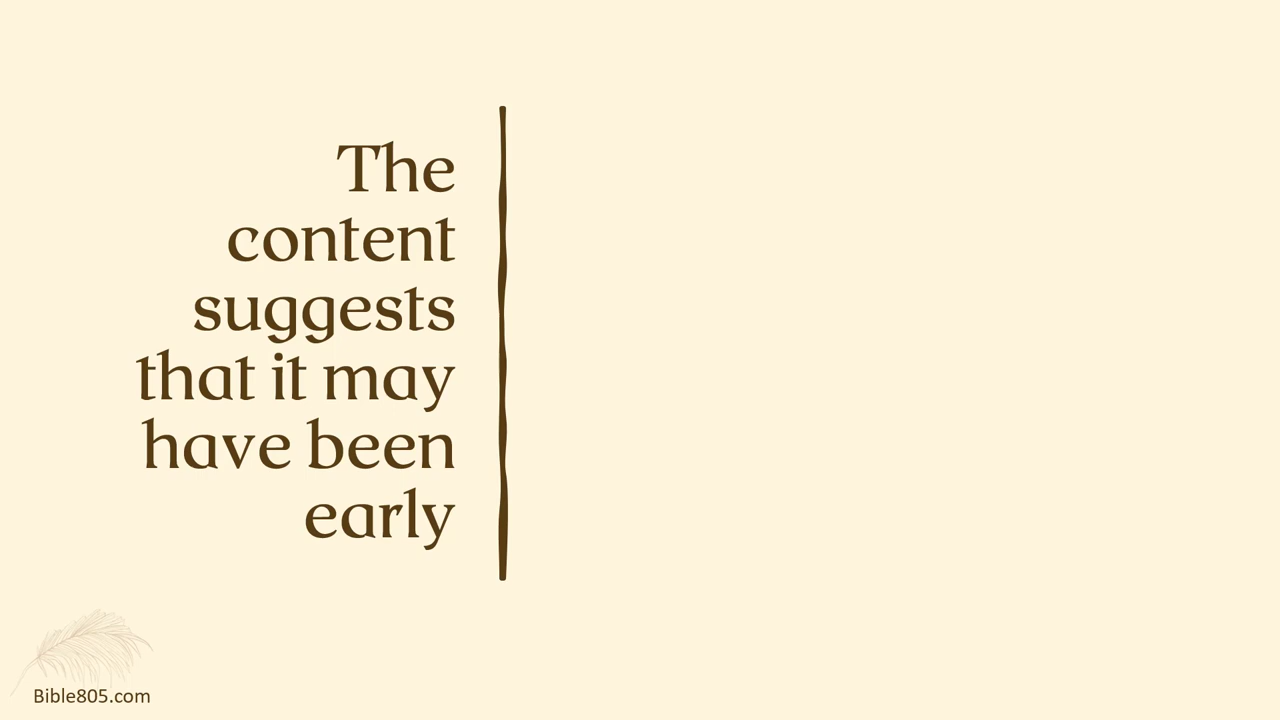 The
content
suggests
that it may
have been
early
Bible805.com